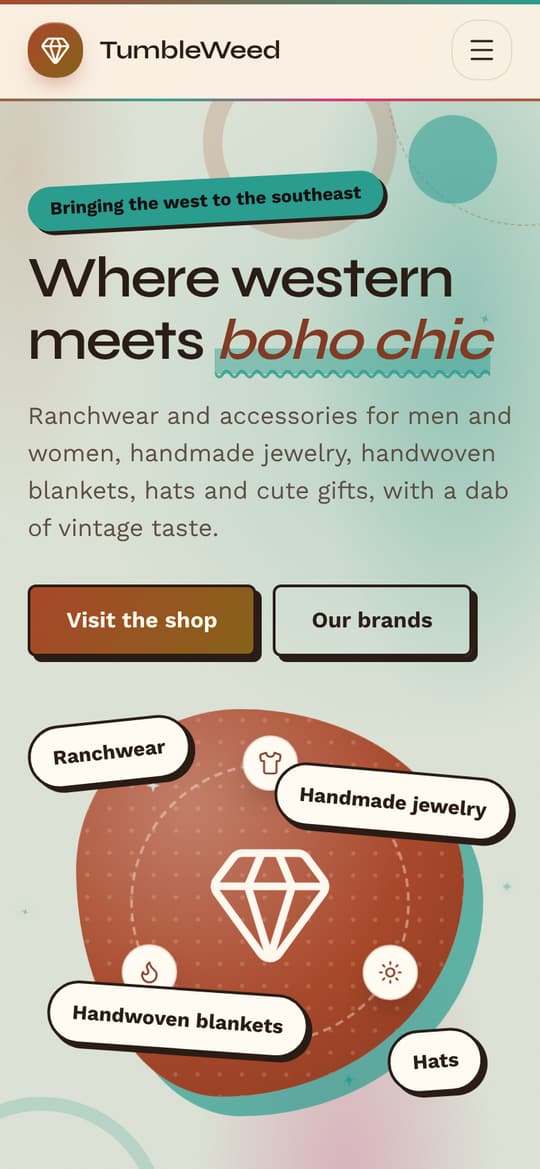 TumbleWeed
Bringing the west to the southeast
Where western
meets boho chic
Ranchwear and accessories for men and
women, handmade jewelry, handwoven
blankets, hats and cute gifts, with a dab
of vintage taste.
Visit the shop
Our brands
Ranchwear
Handmade jewelry
Handwoven blankets
Hats